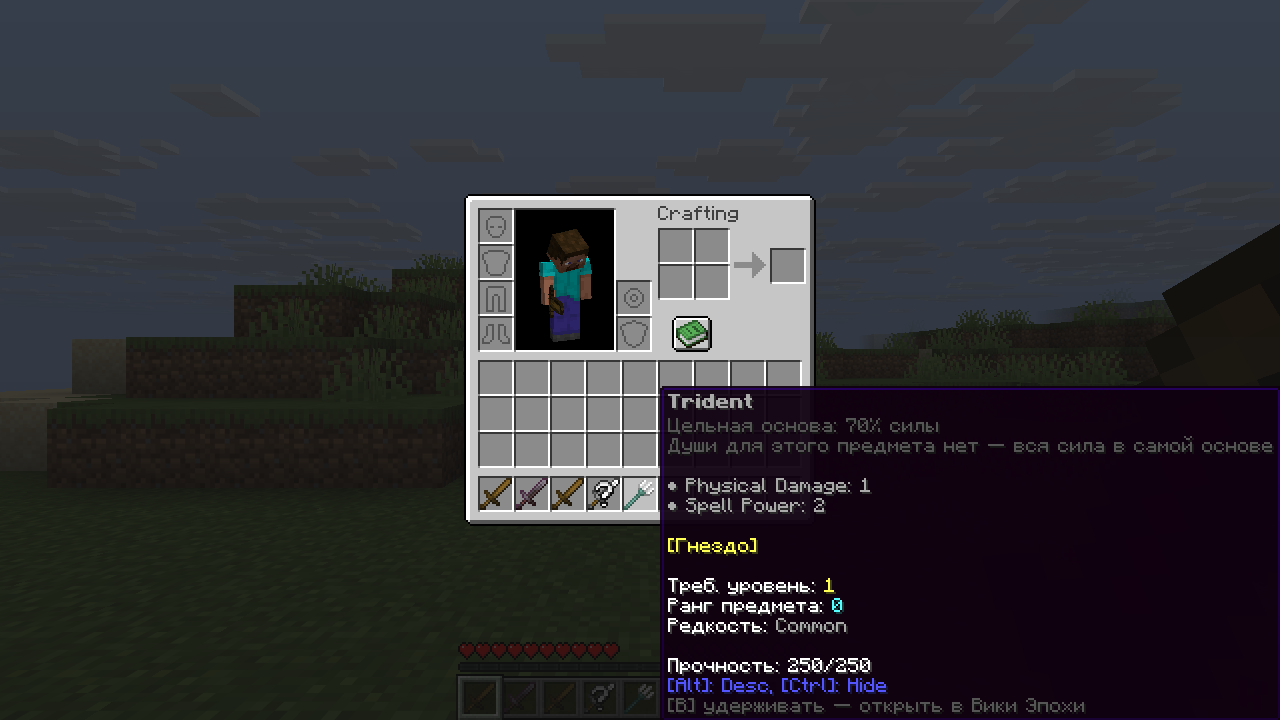 Crafting
Trident
Цельная основа: 70% силы
Души для этого предмета нет — вся сила в самой основе
• Physical Damage: 1
• Spell Power: 2
[Гнездо]
Треб. уровень: 1
Ранг предмета: 0
Редкость: Common
Прочность: 250/250
[Alt]: Desc, [Ctrl]: Hide
[B] удерживать — открыть в Вики Эпохи